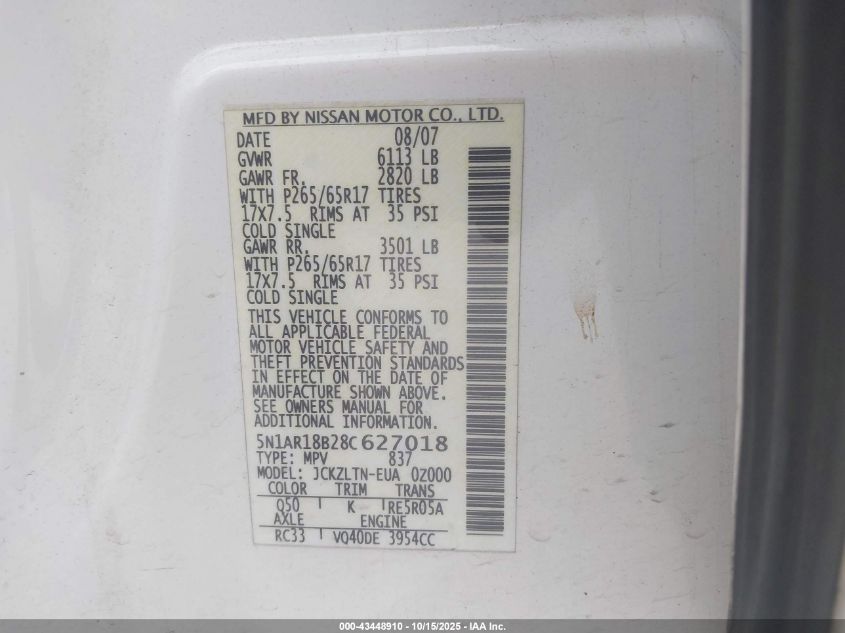 MFD BY NISSAN MOTOR CO., LTD.
DATE 08/07
GVWR 6113 LB
GAWR FR. 2820 LB
WITH P265/65R17 TIRES
17X7.5 RIMS AT 35 PSI
COLD SINGLE
GAWR RR. 3501 LB
WITH P265/65R17 TIRES
17X7.5 RIMS AT 35 PSI
COLD SINGLE
THIS VEHICLE CONFORMS TO
ALL APPLICABLE FEDERAL
MOTOR VEHICLE SAFETY AND
THEFT PREVENTION STANDARDS
IN EFFECT ON THE DATE OF
MANUFACTURE SHOWN ABOVE.
SEE OWNERS MANUAL FOR
ADDITIONAL INFORMATION.
5N1AR18B28C627018
TYPE: MPV 837
MODEL: JCKZLTN-EUA 0Z000
COLOR TRIM TRANS
Q50 K RE5R05A
AXLE ENGINE
RC33 VQ40DE 3954CC
000-43448910 - 10/15/2025 - IAA Inc.